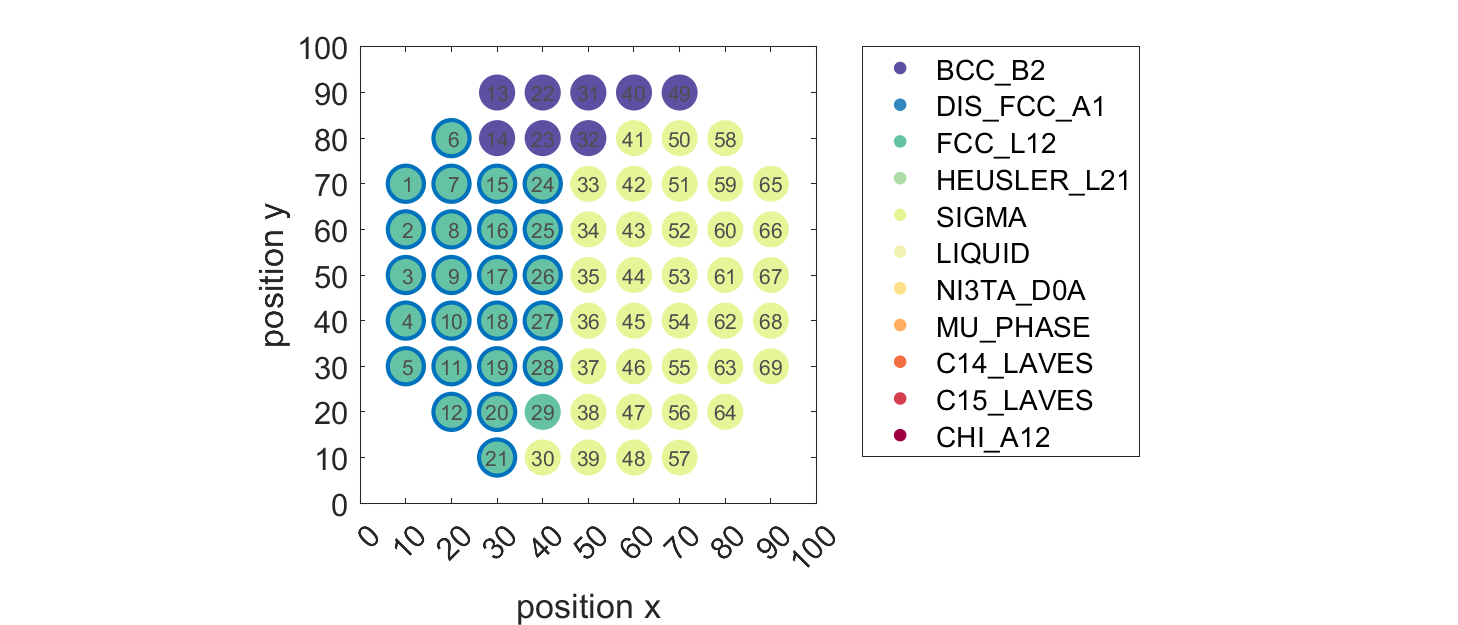 100
90 13 22 31 40 49
80 6 14 23 32 41 50 58
70 1 7 15 24 33 42 51 59 65
60 2 8 16 25 34 43 52 60 66
50 3 9 17 26 35 44 53 61 67
40 4 10 18 27 36 45 54 62 68
30 5 11 19 28 37 46 55 63 69
20 12 20 29 38 47 56 64
10 21 30 39 48 57
0
position y
0 10 20 30 40 50 60 70 80 90 100
position x
BCC_B2
DIS_FCC_A1
FCC_L12
HEUSLER_L21
SIGMA
LIQUID
NI3TA_D0A
MU_PHASE
C14_LAVES
C15_LAVES
CHI_A12